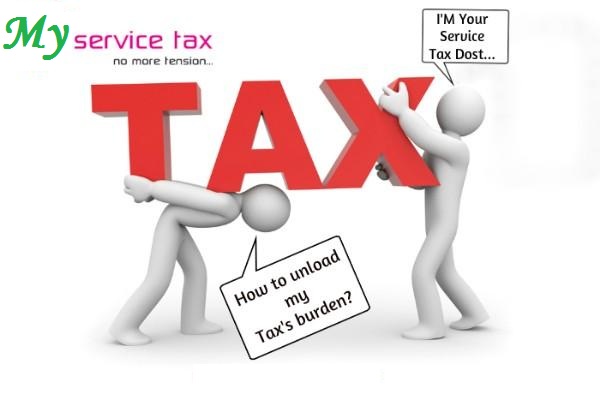 My service tax
no more tension...
I'M Your
Service
Tax Dost...
TAX
How to unload
my
Tax's burden?